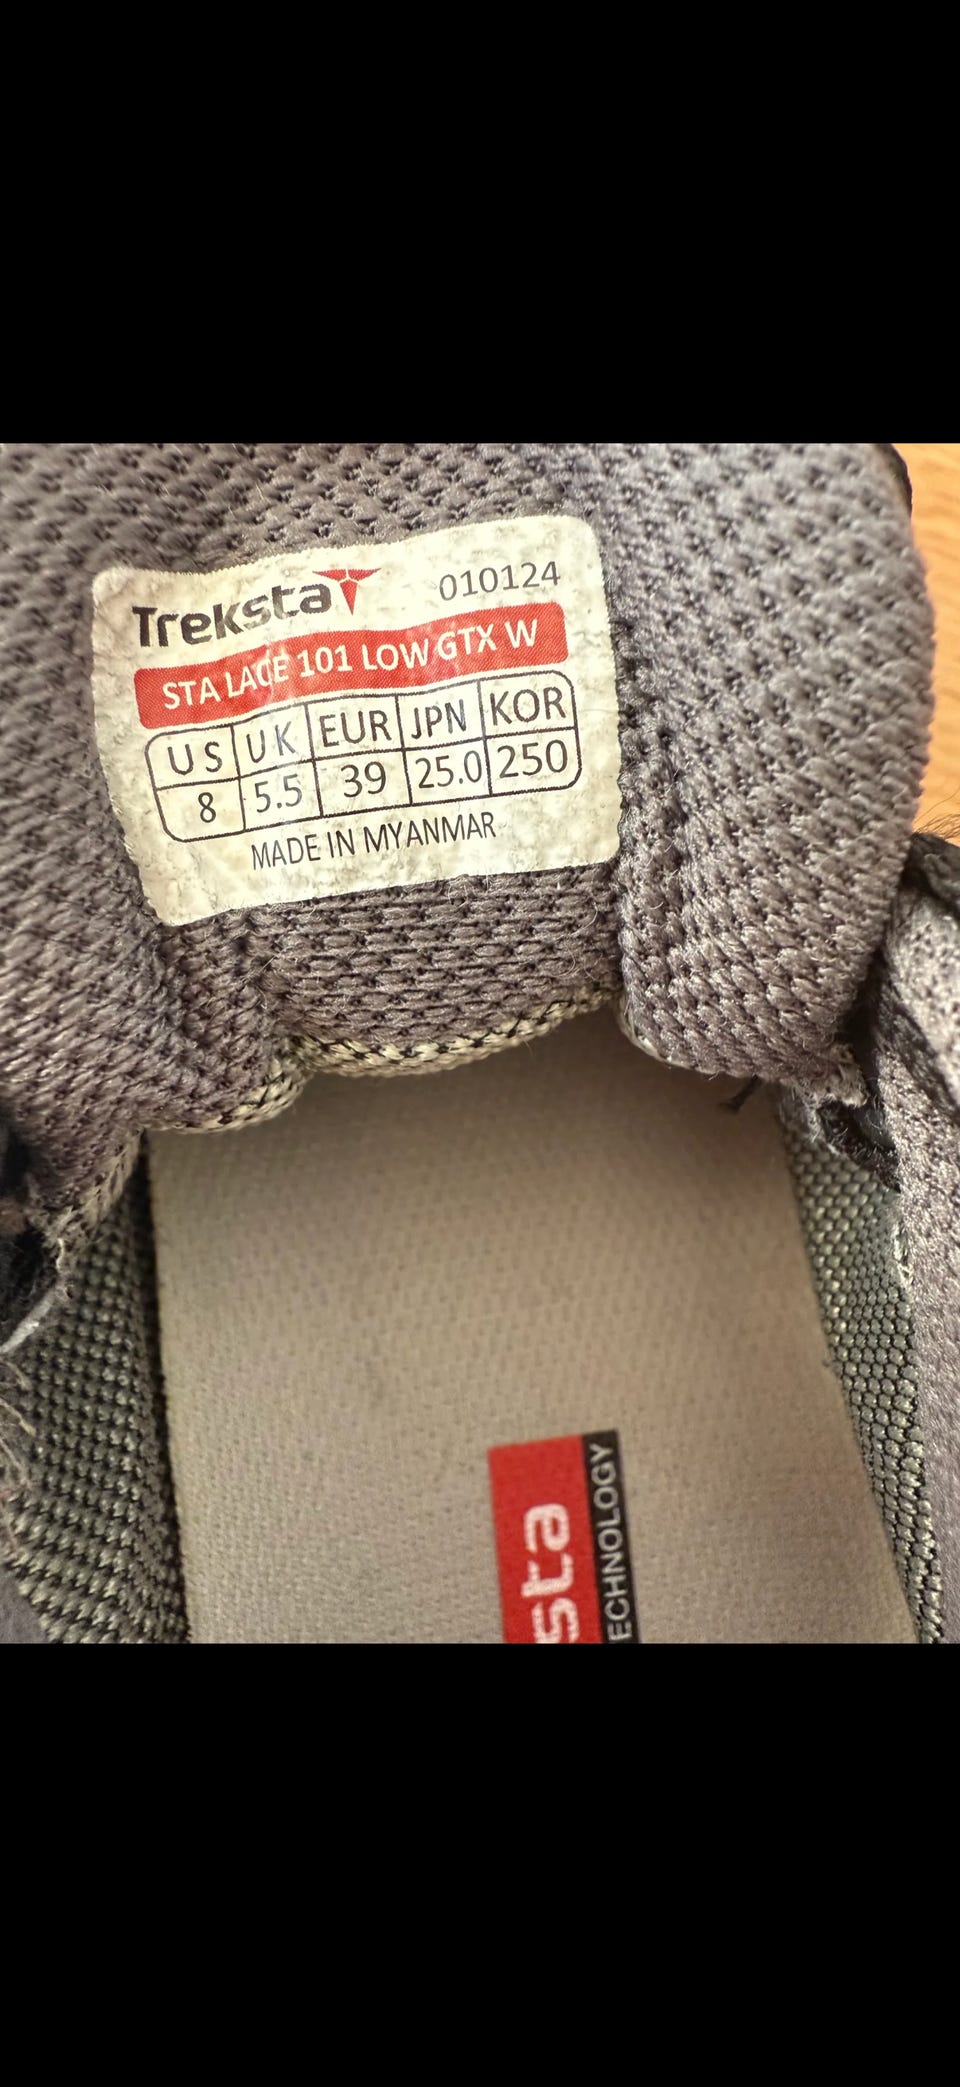 Treksta 010124
STA LACE 101 LOW GTX W
US UK EUR JPN KOR
8 5.5 39 25.0 250
MADE IN MYANMAR
sta
ECHNOLOGY